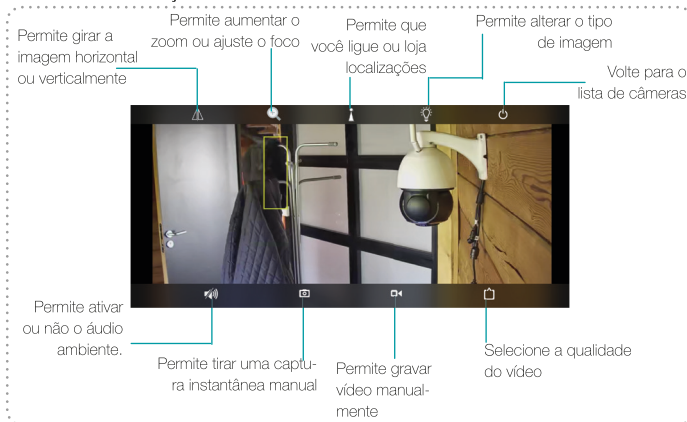 Permite girar a
imagem horizontal
ou verticalmente
Permite aumentar o
zoom ou ajuste o foco
Permite que
você ligue ou loja
localizações
Permite alterar o tipo
de imagem
Volte para o
lista de câmeras
Permite ativar
ou não o áudio
ambiente.
Permite tirar uma captu-
ra instantânea manual
Permite gravar
vídeo manual-
mente
Selecione a qualidade
do vídeo